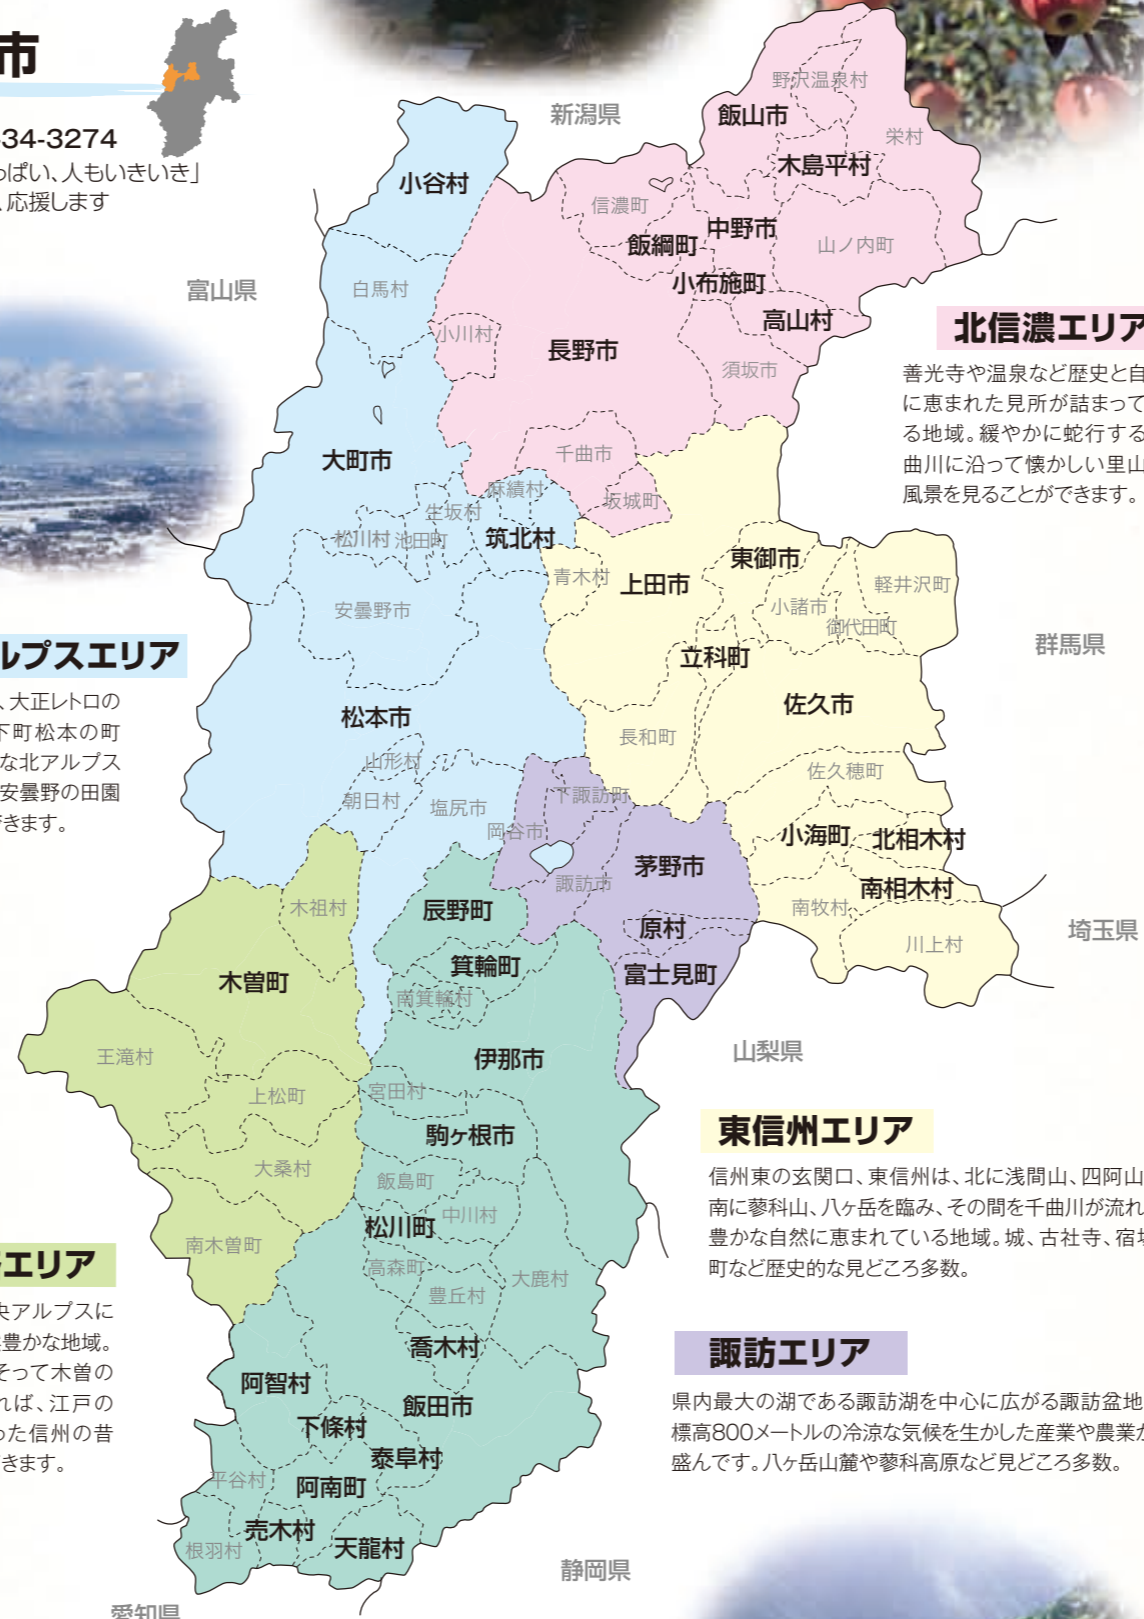 市
34-3274
っぱい、人もいきいき」
、応援します
新潟県
富山県
群馬県
埼玉県
山梨県
静岡県
愛知県
野沢温泉村
飯山市
栄村
木島平村
信濃町
中野市
飯綱町
山ノ内町
小布施町
高山村
小川村
長野市
須坂市
千曲市
坂城町
小谷村
白馬村
大町市
麻績村
生坂村
松川村
池田町
筑北村
安曇野市
松本市
山形村
朝日村
塩尻市
青木村
上田市
東御市
軽井沢町
小諸市
御代田町
立科町
佐久市
長和町
佐久穂町
小海町
北相木村
南相木村
南牧村
川上村
下諏訪町
岡谷市
諏訪市
茅野市
原村
富士見町
木祖村
木曽町
王滝村
上松町
大桑村
南木曽町
辰野町
箕輪町
南箕輪村
伊那市
宮田村
駒ヶ根市
飯島町
中川村
松川町
高森町
大鹿村
豊丘村
喬木村
阿智村
飯田市
下條村
泰阜村
平谷村
阿南町
売木村
根羽村
天龍村
北信濃エリア
善光寺や温泉など歴史と自
に恵まれた見所が詰まって
る地域。緩やかに蛇行する
曲川に沿って懐かしい里山
風景を見ることができます。
ルプスエリア
、大正レトロの
下町松本の町
な北アルプス
安曇野の田園
できます。
エリア
央アルプスに
豊かな地域。
そって木曽の
れば、江戸の
った信州の昔
きます。
東信州エリア
信州東の玄関口、東信州は、北に浅間山、四阿山
南に蓼科山、八ヶ岳を臨み、その間を千曲川が流れ
豊かな自然に恵まれている地域。城、古社寺、宿場
町など歴史的な見どころ多数。
諏訪エリア
県内最大の湖である諏訪湖を中心に広がる諏訪盆地
標高800メートルの冷涼な気候を生かした産業や農業が
盛んです。八ヶ岳山麓や蓼科高原など見どころ多数。